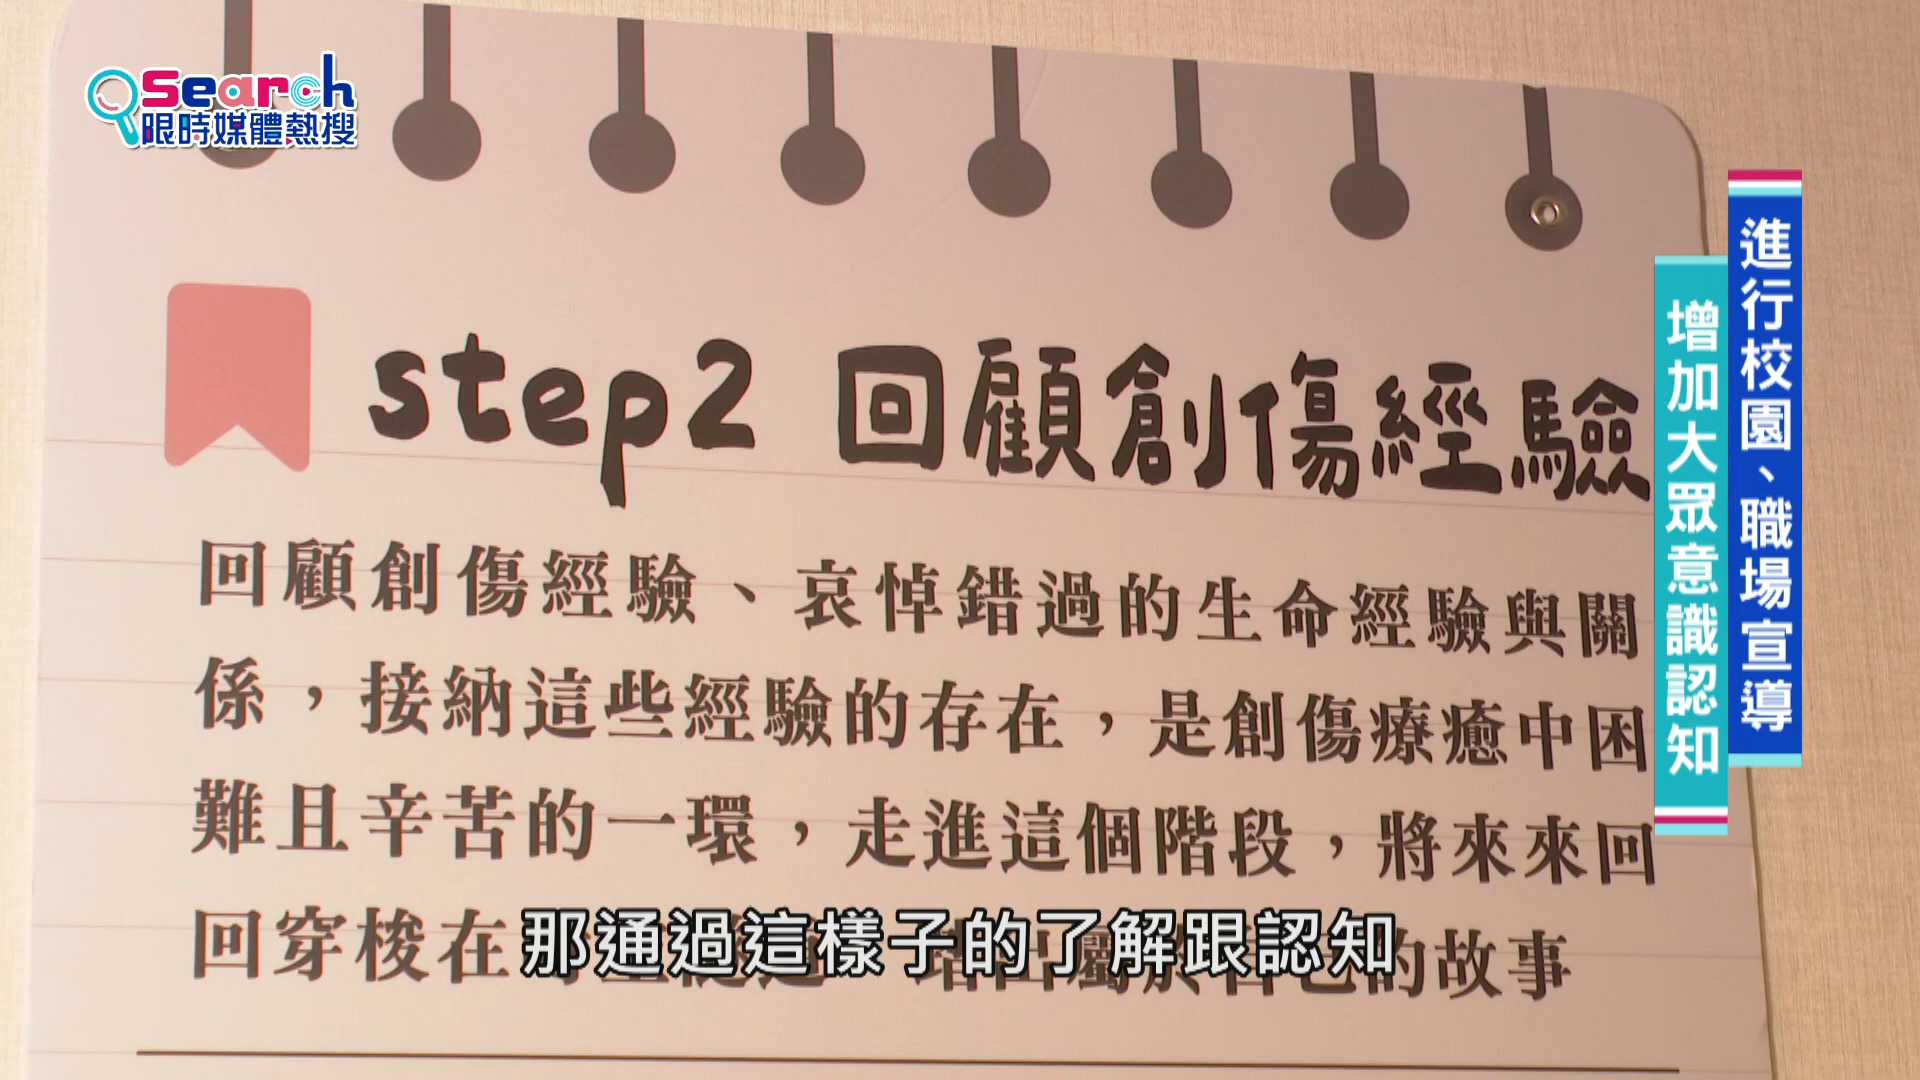 Search
限時媒體熱搜
進行校園、職場宣導
增加大眾意識認知
step2 回顧創傷經驗
回顧創傷經驗、哀悼錯過的生命經驗與關
係，接納這些經驗的存在，是創傷療癒中困
難且辛苦的一環，走進這個階段，將來來回
回穿梭在
的故事
那通過這樣子的了解跟認知